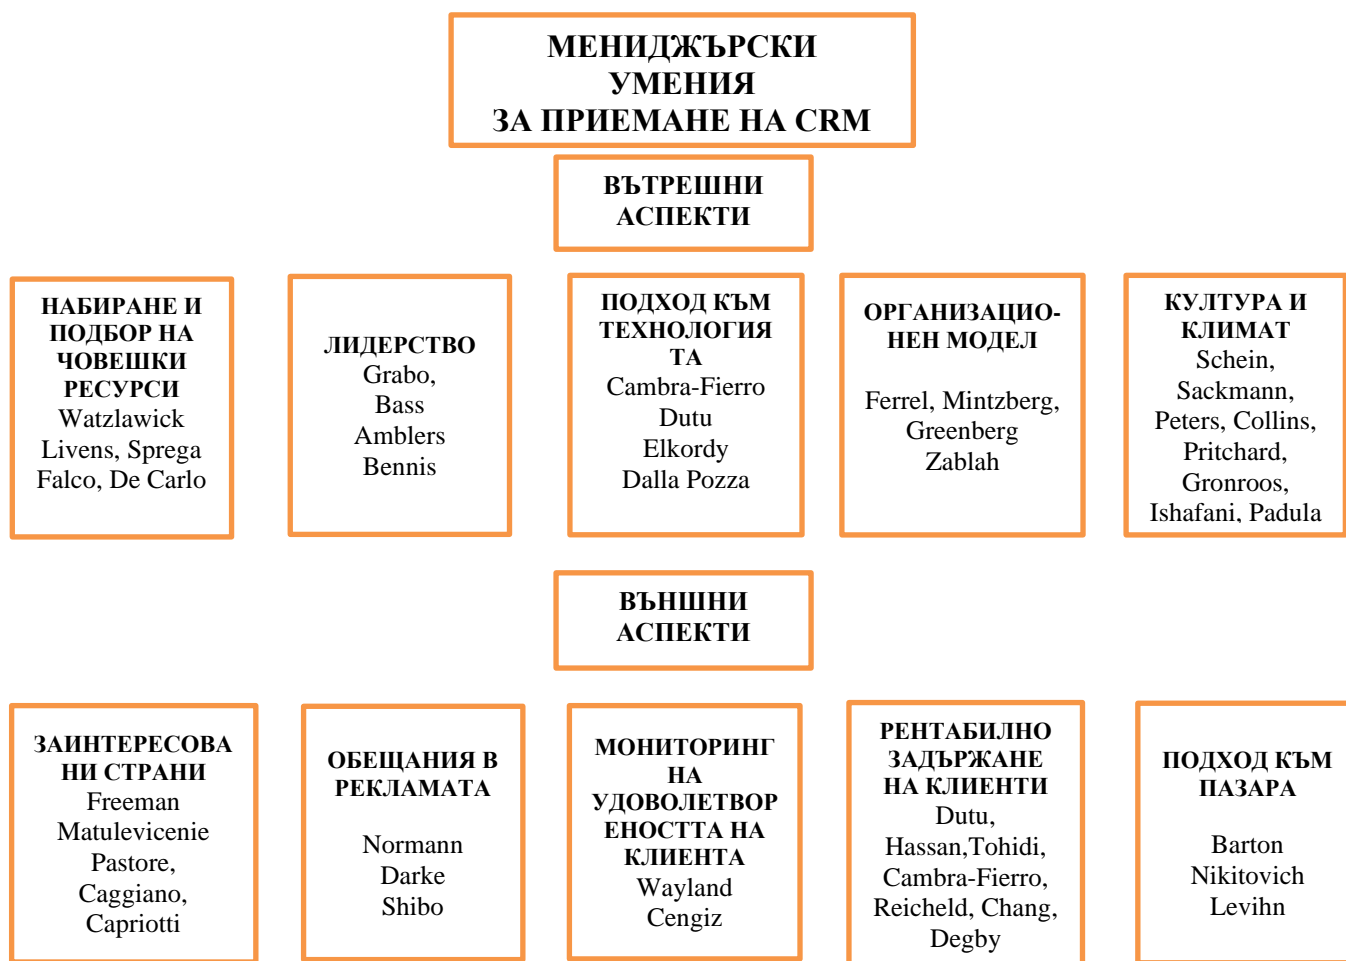 МЕНИДЖЪРСКИ
УМЕНИЯ
ЗА ПРИЕМАНЕ НА CRM
ВЪТРЕШНИ
АСПЕКТИ
НАБИРАНЕ И
ПОДБОР НА
ЧОВЕШКИ
РЕСУРСИ
Watzlawick
Livens, Sprega
Falco, De Carlo
ЛИДЕРСТВО
Grabo,
Bass
Amblers
Bennis
ПОДХОД КЪМ
ТЕХНОЛОГИЯ
ТА
Cambra-Fierro
Dutu
Elkordy
Dalla Pozza
ОРГАНИЗАЦИО-
НЕН МОДЕЛ
Ferrel, Mintzberg,
Greenberg
Zablah
КУЛТУРА И
КЛИМАТ
Schein,
Sackmann,
Peters, Collins,
Pritchard,
Gronroos,
Ishafani, Padula
ВЪНШНИ
АСПЕКТИ
ЗАИНТЕРЕСОВА
НИ СТРАНИ
Freeman
Matulevicenie
Pastore,
Caggiano,
Capriotti
ОБЕЩАНИЯ В
РЕКЛАМАТА
Normann
Darke
Shibo
МОНИТОРИНГ
НА
УДОВОЛЕТВОР
ЕНОСТТА НА
КЛИЕНТА
Wayland
Cengiz
РЕНТАБИЛНО
ЗАДЪРЖАНЕ
НА КЛИЕНТИ
Dutu,
Hassan,Tohidi,
Cambra-Fierro,
Reicheld, Chang,
Degby
ПОДХОД КЪМ
ПАЗАРА
Barton
Nikitovich
Levihn